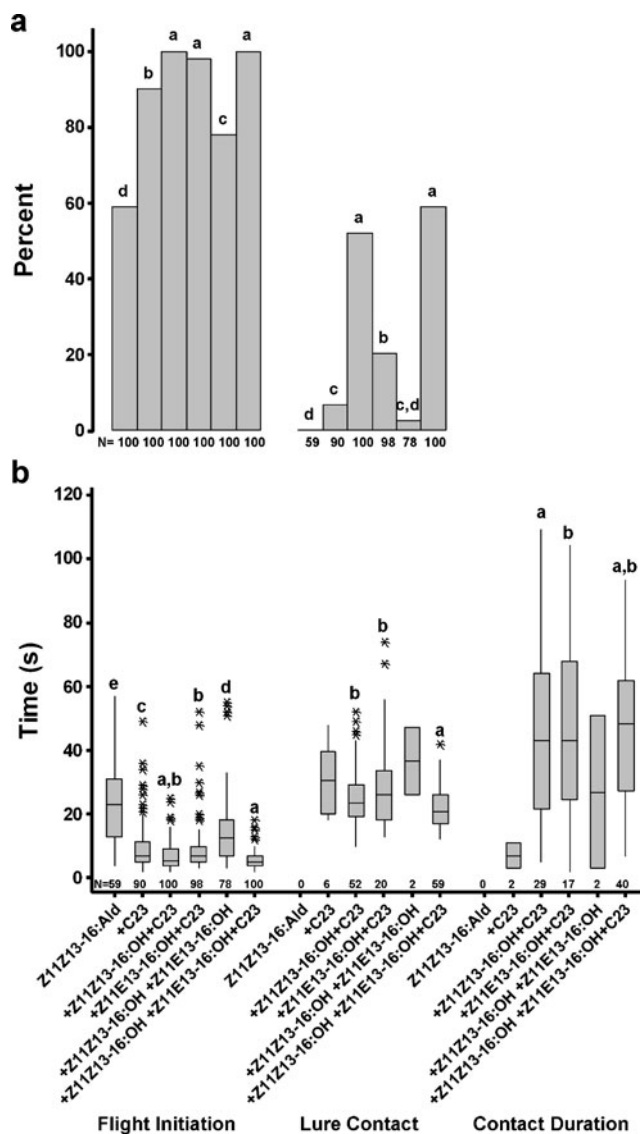 a
100
80
60
40
20
0
Percent
d b a a c a
d c a b c,d a
N= 100 100 100 100 100 100
59 90 100 98 78 100
b
120
100
80
60
40
20
0
Time (s)
e c a,b b d a
b b a
a b a,b
N=59 90 100 98 78 100
0 6 52 20 2 59
0 2 29 17 2 40
Z11Z13-16:Ald
+C23
+Z11Z13-16:OH+C23
+Z11E13-16:OH+C23
+Z11Z13-16:OH +Z11E13-16:OH
+Z11Z13-16:OH +Z11E13-16:OH+C23
Z11Z13-16:Ald
+C23
+Z11Z13-16:OH+C23
+Z11E13-16:OH+C23
+Z11Z13-16:OH +Z11E13-16:OH
+Z11Z13-16:OH +Z11E13-16:OH+C23
Z11Z13-16:Ald
+C23
+Z11Z13-16:OH+C23
+Z11E13-16:OH+C23
+Z11Z13-16:OH +Z11E13-16:OH
+Z11Z13-16:OH +Z11E13-16:OH+C23
Flight Initiation
Lure Contact
Contact Duration